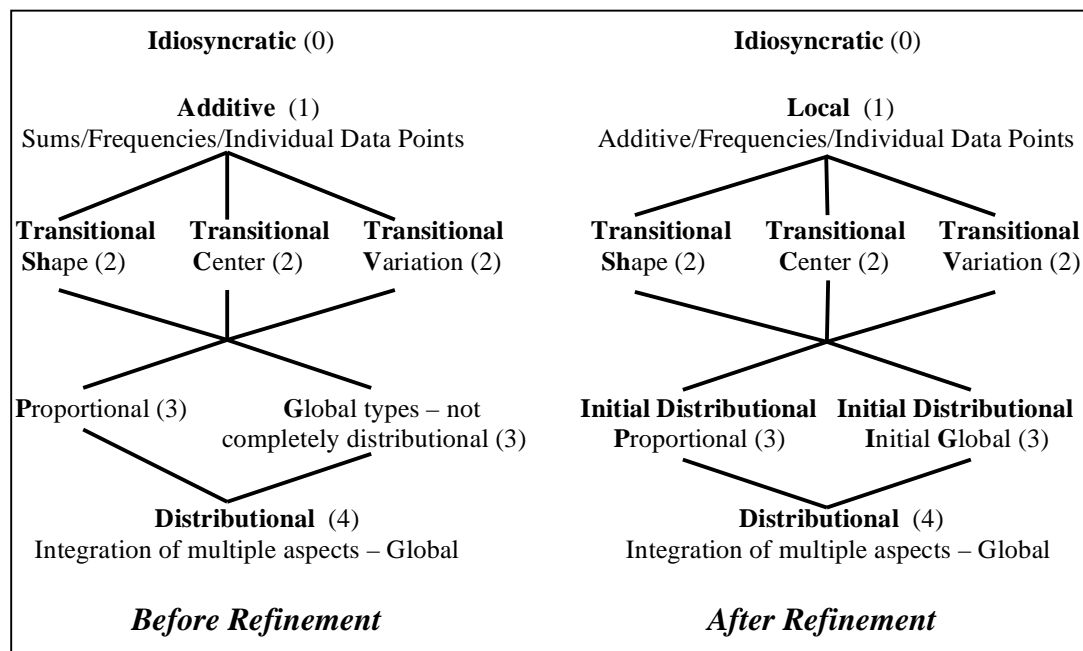 Idiosyncratic (0)
Additive (1)
Sums/Frequencies/Individual Data Points
Transitional Shape (2)
Transitional Center (2)
Transitional Variation (2)
Proportional (3)
Global types – not
completely distributional (3)
Distributional (4)
Integration of multiple aspects – Global
Before Refinement
Idiosyncratic (0)
Local (1)
Additive/Frequencies/Individual Data Points
Transitional Shape (2)
Transitional Center (2)
Transitional Variation (2)
Initial Distributional
Proportional (3)
Initial Distributional
Initial Global (3)
Distributional (4)
Integration of multiple aspects – Global
After Refinement